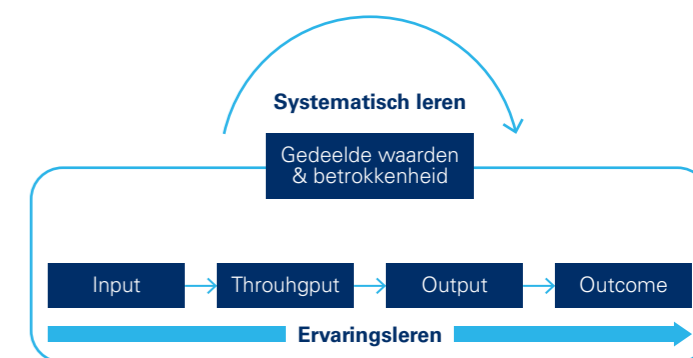 Systematisch leren
Gedeelde waarden
& betrokkenheid
Input
Throuhgput
Output
Outcome
Ervaringsleren